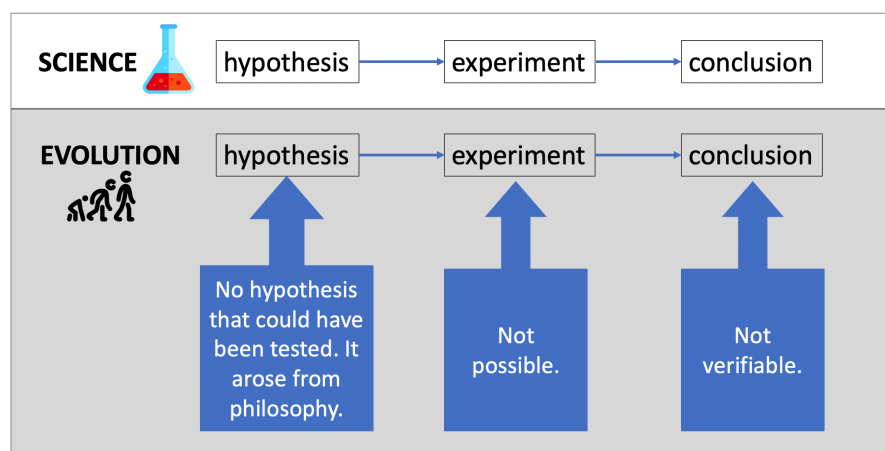 SCIENCE
hypothesis
experiment
conclusion
EVOLUTION
hypothesis
experiment
conclusion
No hypothesis
that could have
been tested. It
arose from
philosophy.
Not
possible.
Not
verifiable.